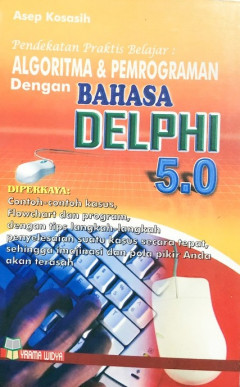 Asep Kosasih
Pendekatan Praktis Belajar :
ALGORITMA & PEMROGRAMAN
Dengan BAHASA
DELPHI
5.0
DIPERKAYA:
Contoh-contoh kasus,
Flowchart dan program,
dengan tips langkah-langkah
penyelesaian suatu kasus secara tepat,
sehingga imajinasi dan pola pikir Anda
akan terasah
YRAMA WIDYA